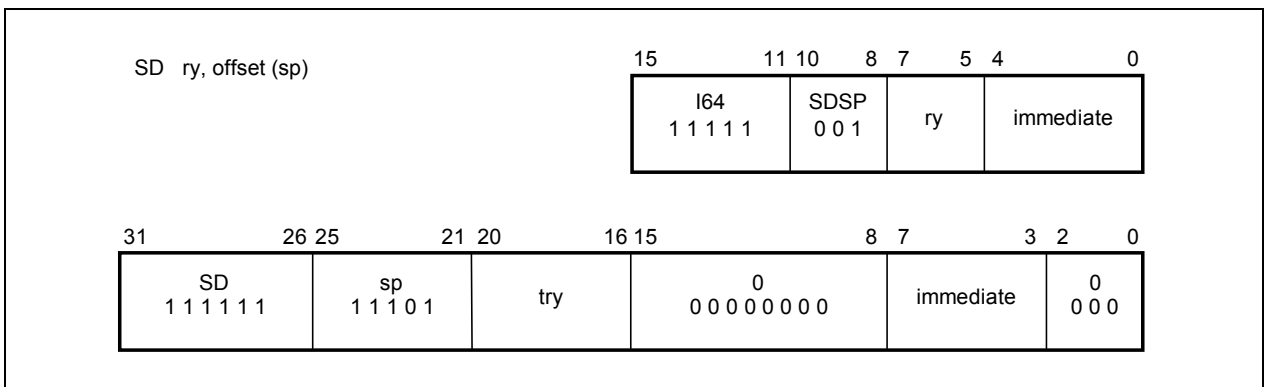 SD ry, offset (sp)
15 11 10 8 7 5 4 0
I64 SDSP ry immediate
1 1 1 1 1 0 0 1
31 26 25 21 20 16 15 8 7 3 2 0
SD sp try 0 immediate 0
1 1 1 1 1 1 1 1 1 0 1 0 0 0 0 0 0 0 0 0 0 0